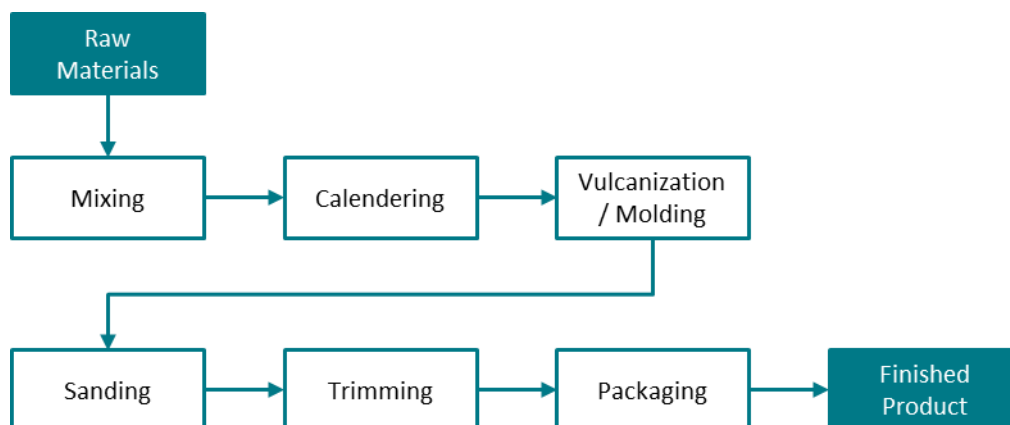 Raw
Materials
Mixing
Calendering
Vulcanization
/ Molding
Sanding
Trimming
Packaging
Finished
Product